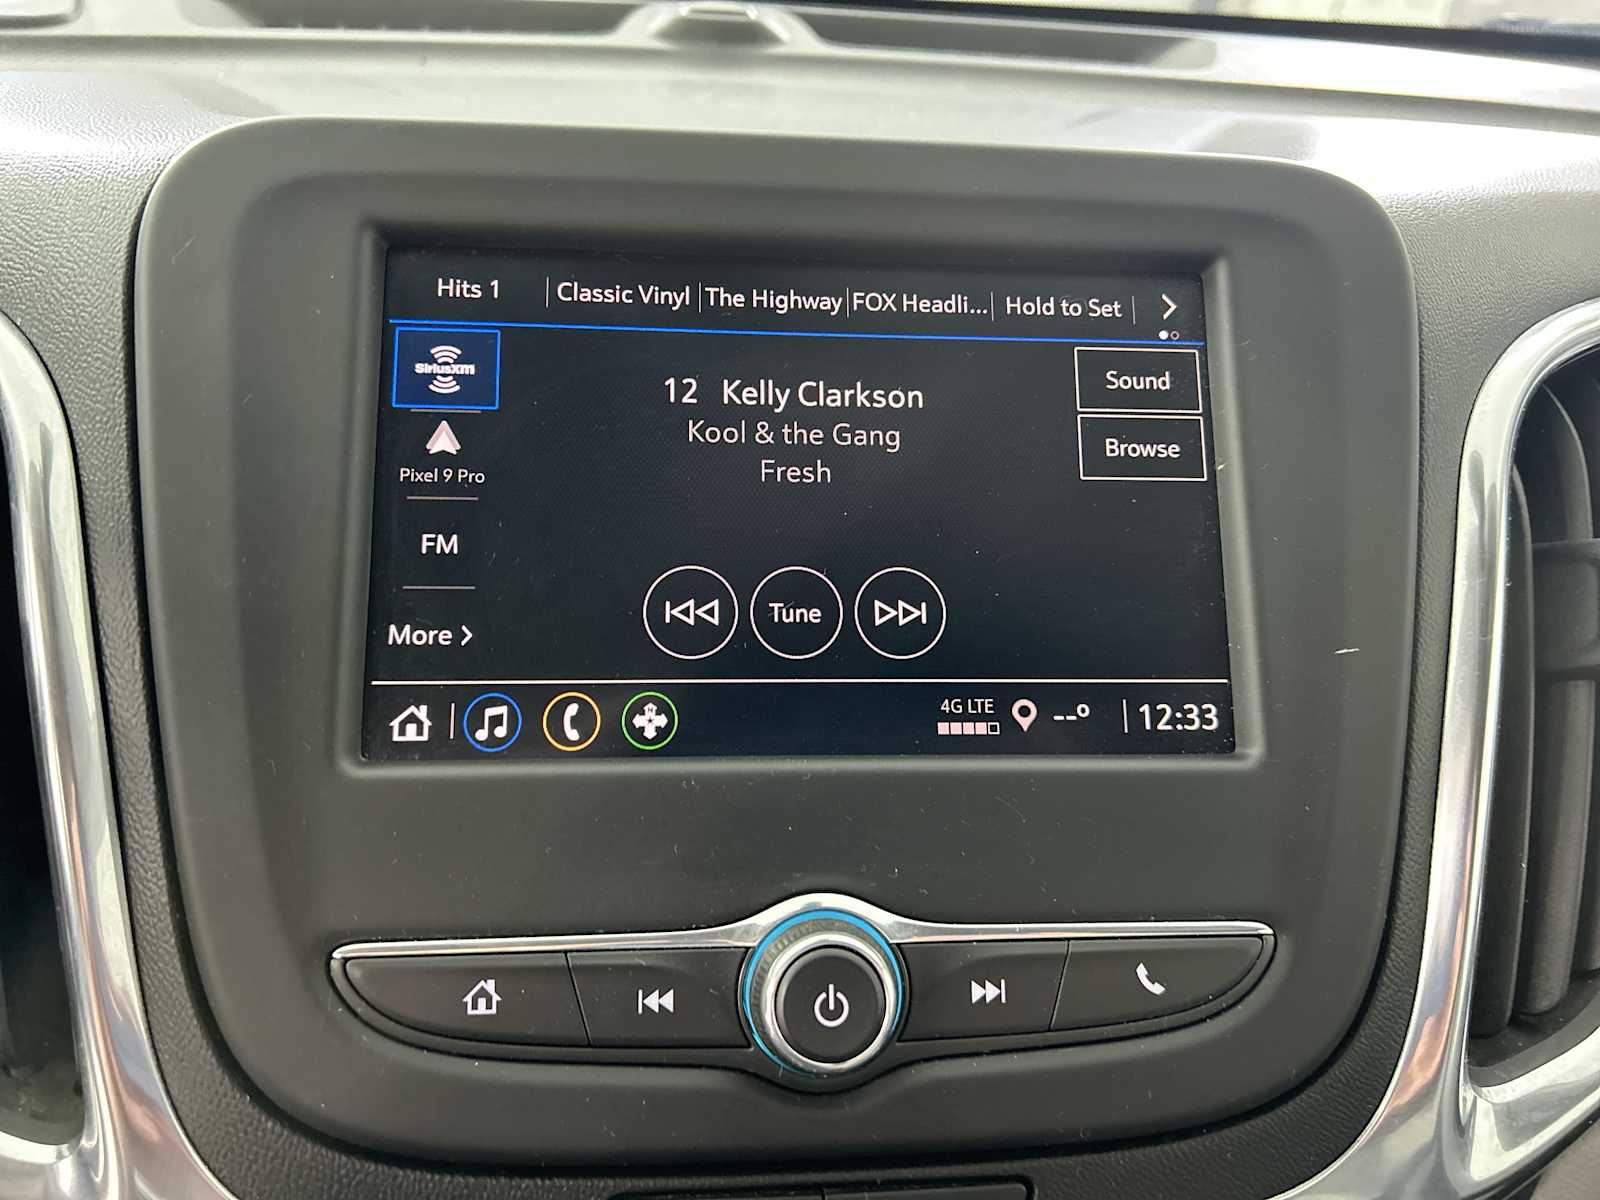 Hits 1
Classic Vinyl
The Highway
FOX Headli...
Hold to Set
SiriusXM
12 Kelly Clarkson
Kool & the Gang
Fresh
Sound
Browse
Pixel 9 Pro
FM
More
Tune
4G LTE
--°
12:33